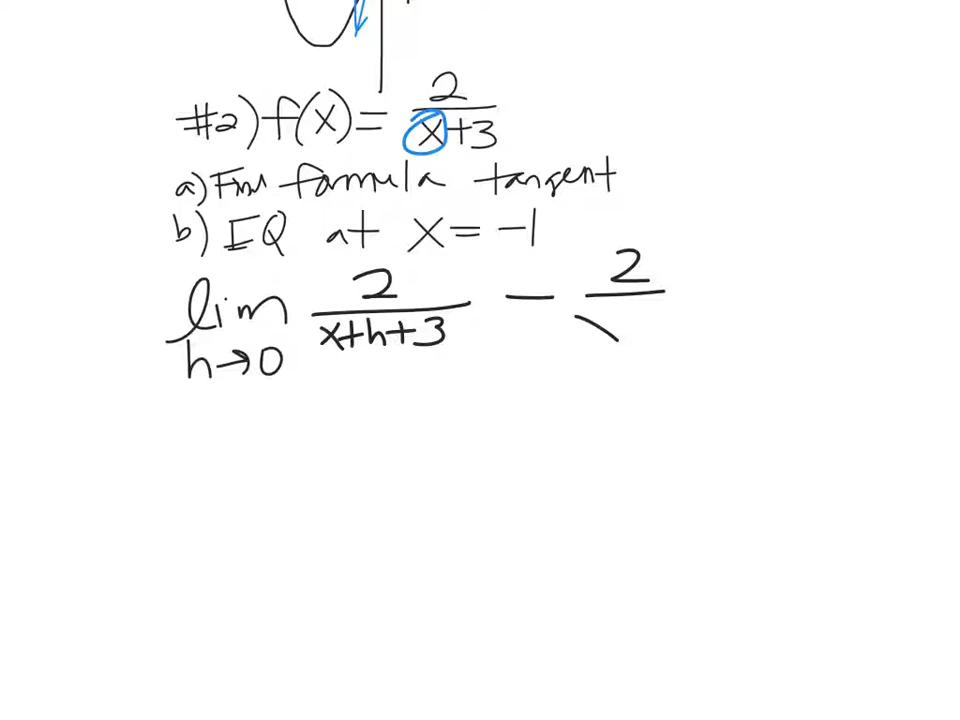 #2) f(x) = 2/(x+3)
a) Find formula tangent
b) EQ at x = -1
lim h→0 2/(x+h+3) - 2/